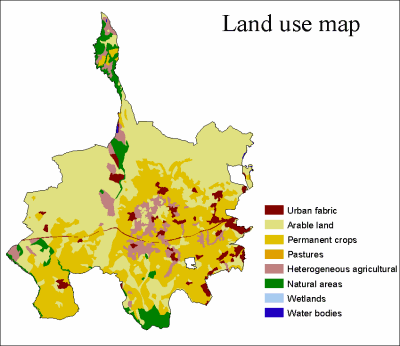 Land use map
Urban fabric
Arable land
Permanent crops
Pastures
Heterogeneous agricultural
Natural areas
Wetlands
Water bodies